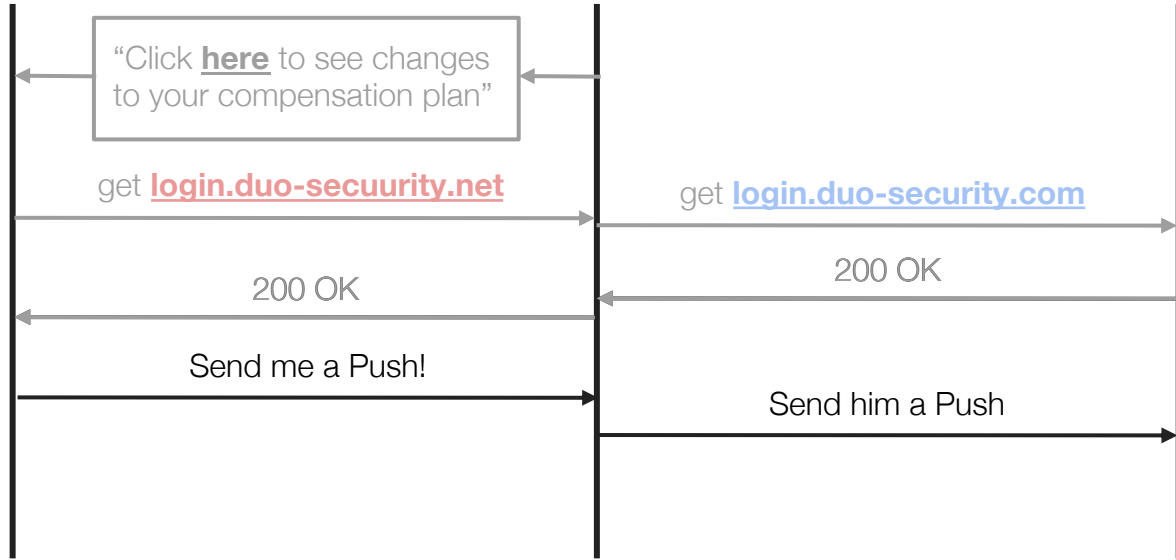 “Click here to see changes
to your compensation plan”
get login.duo-secuurity.net
get login.duo-security.com
200 OK
200 OK
Send me a Push!
Send him a Push